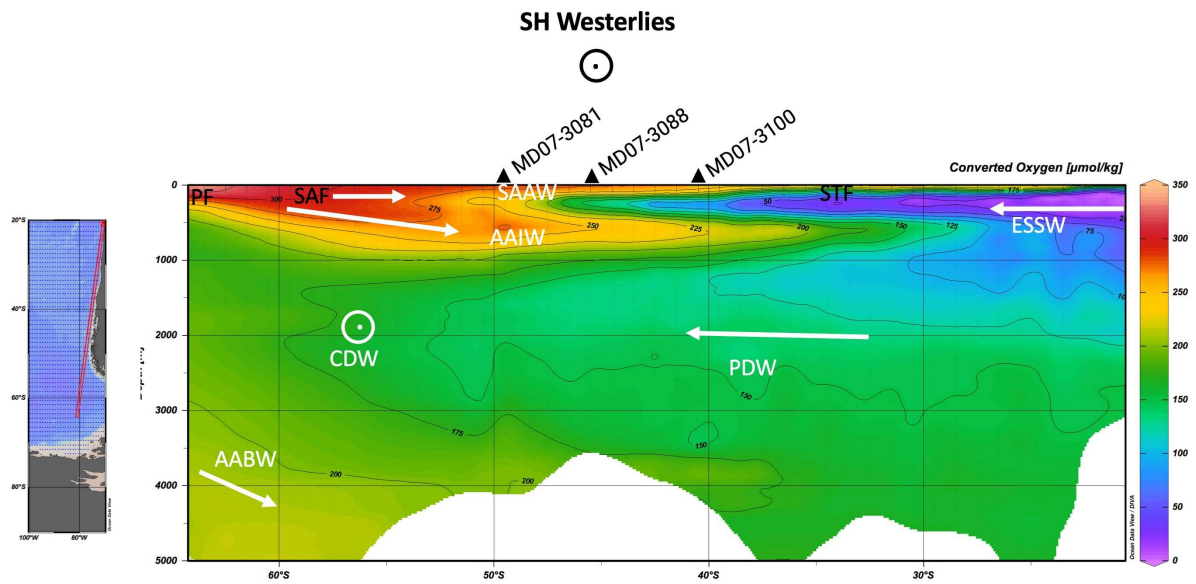 SH Westerlies
MD07-3081
MD07-3088
MD07-3100
Converted Oxygen [µmol/kg]
PF
SAF
SAAW
STF
ESSW
AAIW
CDW
PDW
AABW
300
275
250
225
200
150
125
50
175
75
150
150
175
200
200
0
1000
2000
3000
4000
5000
60°S
50°S
40°S
30°S
350
300
250
200
150
100
50
0
Ocean Data View / DIVA
20°S
40°S
60°S
80°S
100°W
80°W
Ocean Data View